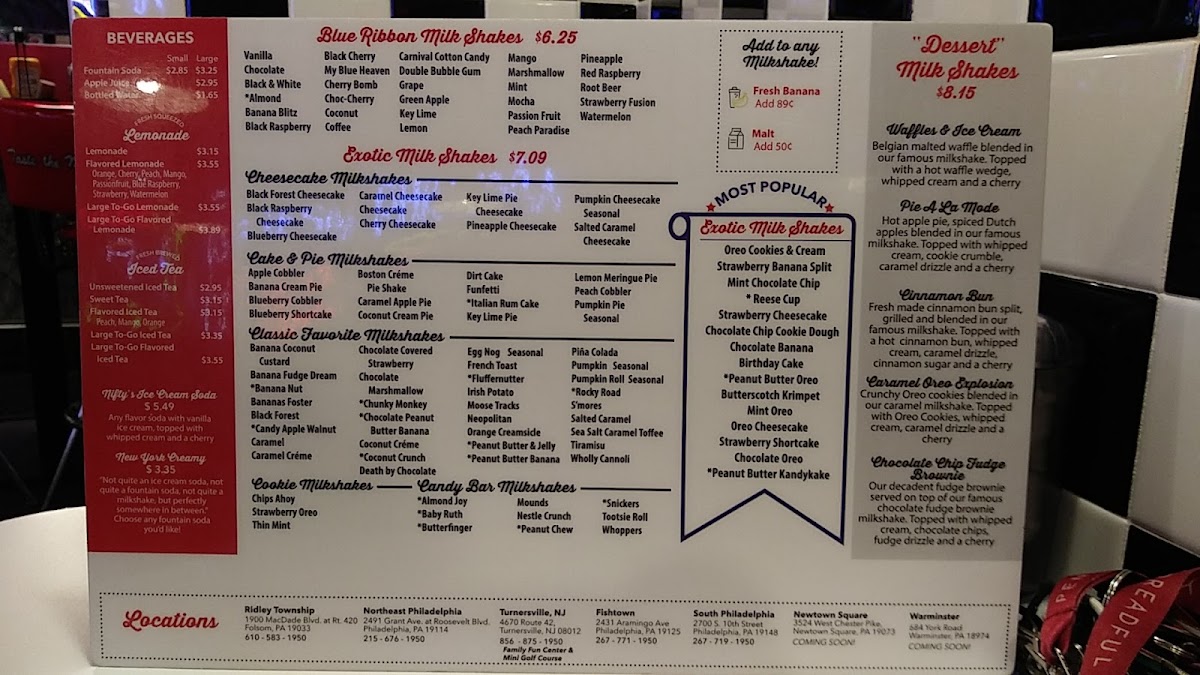 BEVERAGES
Small Large
Fountain Soda $2.85 $3.25
Apple Juice $2.95
Bottled Water $1.65
FRESH SQUEEZED
Lemonade
Lemonade $3.15
Flavored Lemonade $3.55
Orange, Cherry, Peach, Mango,
Passionfruit, Blue Raspberry,
Strawberry, Watermelon
Large To-Go Lemonade $3.55
Large To-Go Flavored
Lemonade $3.89
FRESH BREWED
Iced Tea
Unsweetened Iced Tea $2.95
Sweet Tea $3.15
Flavored Iced Tea $3.15
Peach, Mango, Orange
Large To-Go Iced Tea $3.35
Large To-Go Flavored
Iced Tea $3.55
Nifty's Ice Cream Soda
$ 5.49
Any flavor soda with vanilla
ice cream, topped with
whipped cream and a cherry
New York Creamy
$ 3.35
"Not quite an ice cream soda, not
quite a fountain soda, not quite a
milkshake, but perfectly
somewhere in between."
Choose any fountain soda
you'd like!
Blue Ribbon Milk Shakes $6.25
Vanilla
Chocolate
Black & White
*Almond
Banana Blitz
Black Raspberry
Black Cherry
My Blue Heaven
Cherry Bomb
Choc-Cherry
Coconut
Coffee
Carnival Cotton Candy
Double Bubble Gum
Grape
Green Apple
Key Lime
Lemon
Mango
Marshmallow
Mint
Mocha
Passion Fruit
Peach Paradise
Pineapple
Red Raspberry
Root Beer
Strawberry Fusion
Watermelon
Exotic Milk Shakes $7.09
Cheesecake Milkshakes
Black Forest Cheesecake
Black Raspberry
Cheesecake
Blueberry Cheesecake
Caramel Cheesecake
Cheesecake
Cherry Cheesecake
Key Lime Pie
Cheesecake
Pineapple Cheesecake
Pumpkin Cheesecake
Seasonal
Salted Caramel
Cheesecake
Cake & Pie Milkshakes
Apple Cobbler
Banana Cream Pie
Blueberry Cobbler
Blueberry Shortcake
Boston Créme
Pie Shake
Caramel Apple Pie
Coconut Cream Pie
Dirt Cake
Funfetti
*Italian Rum Cake
Key Lime Pie
Lemon Meringue Pie
Peach Cobbler
Pumpkin Pie
Seasonal
Classic Favorite Milkshakes
Banana Coconut
Custard
Banana Fudge Dream
*Banana Nut
Bananas Foster
Black Forest
*Candy Apple Walnut
Caramel
Caramel Créme
Chocolate Covered
Strawberry
Chocolate
Marshmallow
*Chunky Monkey
*Chocolate Peanut
Butter Banana
Coconut Créme
*Coconut Crunch
Death by Chocolate
Egg Nog Seasonal
French Toast
*Fluffernutter
Irish Potato
Moose Tracks
Neopolitan
Orange Creamsicle
*Peanut Butter & Jelly
*Peanut Butter Banana
Piña Colada
Pumpkin Seasonal
Pumpkin Roll Seasonal
*Rocky Road
S'mores
Salted Caramel
Sea Salt Caramel Toffee
Tiramisu
Wholly Cannoli
Cookie Milkshakes
Chips Ahoy
Strawberry Oreo
Thin Mint
Candy Bar Milkshakes
*Almond Joy
*Baby Ruth
*Butterfinger
Mounds
Nestle Crunch
*Peanut Chew
*Snickers
Tootsie Roll
Whoppers
Add to any
Milkshake!
Fresh Banana
Add 89¢
Malt
Add 50¢
MOST POPULAR
Exotic Milk Shakes
Oreo Cookies & Cream
Strawberry Banana Split
Mint Chocolate Chip
* Reese Cup
Strawberry Cheesecake
Chocolate Chip Cookie Dough
Chocolate Banana
Birthday Cake
*Peanut Butter Oreo
Butterscotch Krimpet
Mint Oreo
Oreo Cheesecake
Strawberry Shortcake
Chocolate Oreo
*Peanut Butter Kandykake
"Dessert"
Milk Shakes
$8.15
Waffles & Ice Cream
Belgian malted waffle blended in
our famous milkshake. Topped
with a hot waffle wedge,
whipped cream and a cherry
Pie A La Mode
Hot apple pie, spiced Dutch
apples blended in our famous
milkshake. Topped with whipped
cream, cookie crumble,
caramel drizzle and a cherry
Cinnamon Bun
Fresh made cinnamon bun split,
grilled and blended in our
famous milkshake. Topped with
a hot cinnamon bun, whipped
cream, caramel drizzle,
cinnamon sugar and a cherry
Caramel Oreo Explosion
Crunchy Oreo cookies blended in
our caramel milkshake. Topped
with Oreo Cookies, whipped
cream, caramel drizzle and a
cherry
Chocolate Chip Fudge
Brownie
Our decadent fudge brownie
served on top of our famous
chocolate fudge brownie
milkshake. Topped with whipped
cream, chocolate chips,
fudge drizzle and a cherry
Locations
Ridley Township
1900 MacDade Blvd. at Rt. 420
Folsom, PA 19033
610 - 583 - 1950
Northeast Philadelphia
2491 Grant Ave. at Roosevelt Blvd.
Philadelphia, PA 19114
215 - 676 - 1950
Turnersville, NJ
4670 Route 42,
Turnersville, NJ 08012
856 - 875 - 1950
Family Fun Center &
Mini Golf Course
Fishtown
2431 Aramingo Ave
Philadelphia, PA 19125
267 - 771 - 1950
South Philadelphia
2700 S. 10th Street
Philadelphia, PA 19148
267 - 719 - 1950
Newtown Square
3524 West Chester Pike,
Newtown Square, PA 19073
COMING SOON!
Warminster
684 York Road
Warminster, PA 18974
COMING SOON!